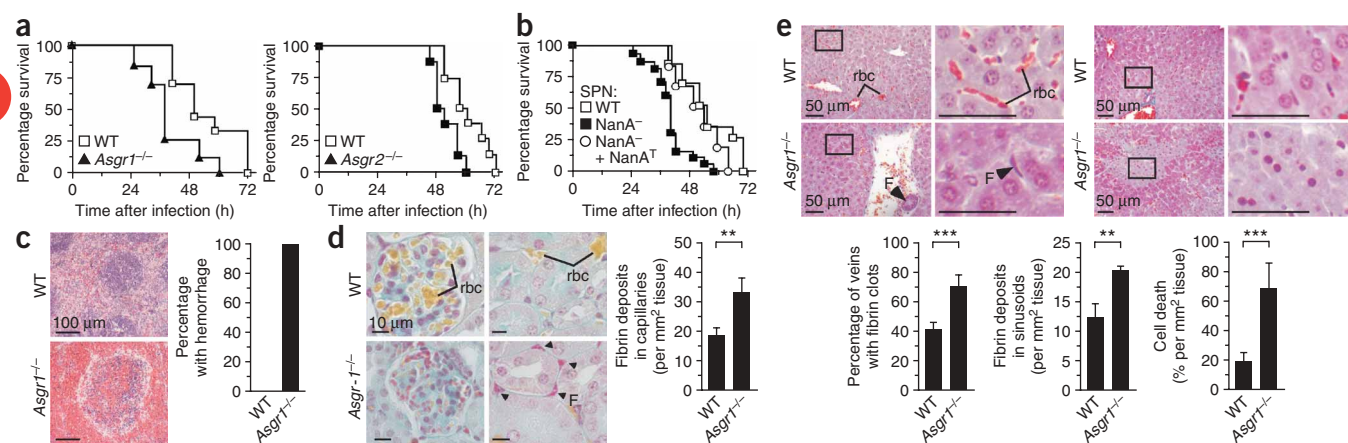 a
Percentage survival
100
75
50
25
0
WT
Asgr1⁻/⁻
0 24 48 72
Time after infection (h)
Percentage survival
100
75
50
25
0
WT
Asgr2⁻/⁻
0 24 48 72
Time after infection (h)
b
Percentage survival
100
75
50
25
0
SPN:
WT
NanA⁻
NanA⁻
+ NanAᵀ
0 24 48 72
Time after infection (h)
c
WT
100 μm
Asgr1⁻/⁻
Percentage
with hemorrhage
100
80
60
40
20
0
WT
Asgr1⁻/⁻
d
WT
rbc
rbc
10 μm
Asgr-1⁻/⁻
F
Fibrin deposits
in capillaries
(per mm² tissue)
50
40
30
20
10
0
**
WT
Asgr1⁻/⁻
e
WT
rbc
50 μm
rbc
WT
50 μm
Asgr1⁻/⁻
F
50 μm
F
Asgr1⁻/⁻
50 μm
Percentage of veins
with fibrin clots
100
80
60
40
20
0
***
WT
Asgr1⁻/⁻
Fibrin deposits
in sinusoids
(per mm² tissue)
25
20
15
10
5
0
**
WT
Asgr1⁻/⁻
Cell death
(% per mm² tissue)
100
80
60
40
20
0
***
WT
Asgr1⁻/⁻